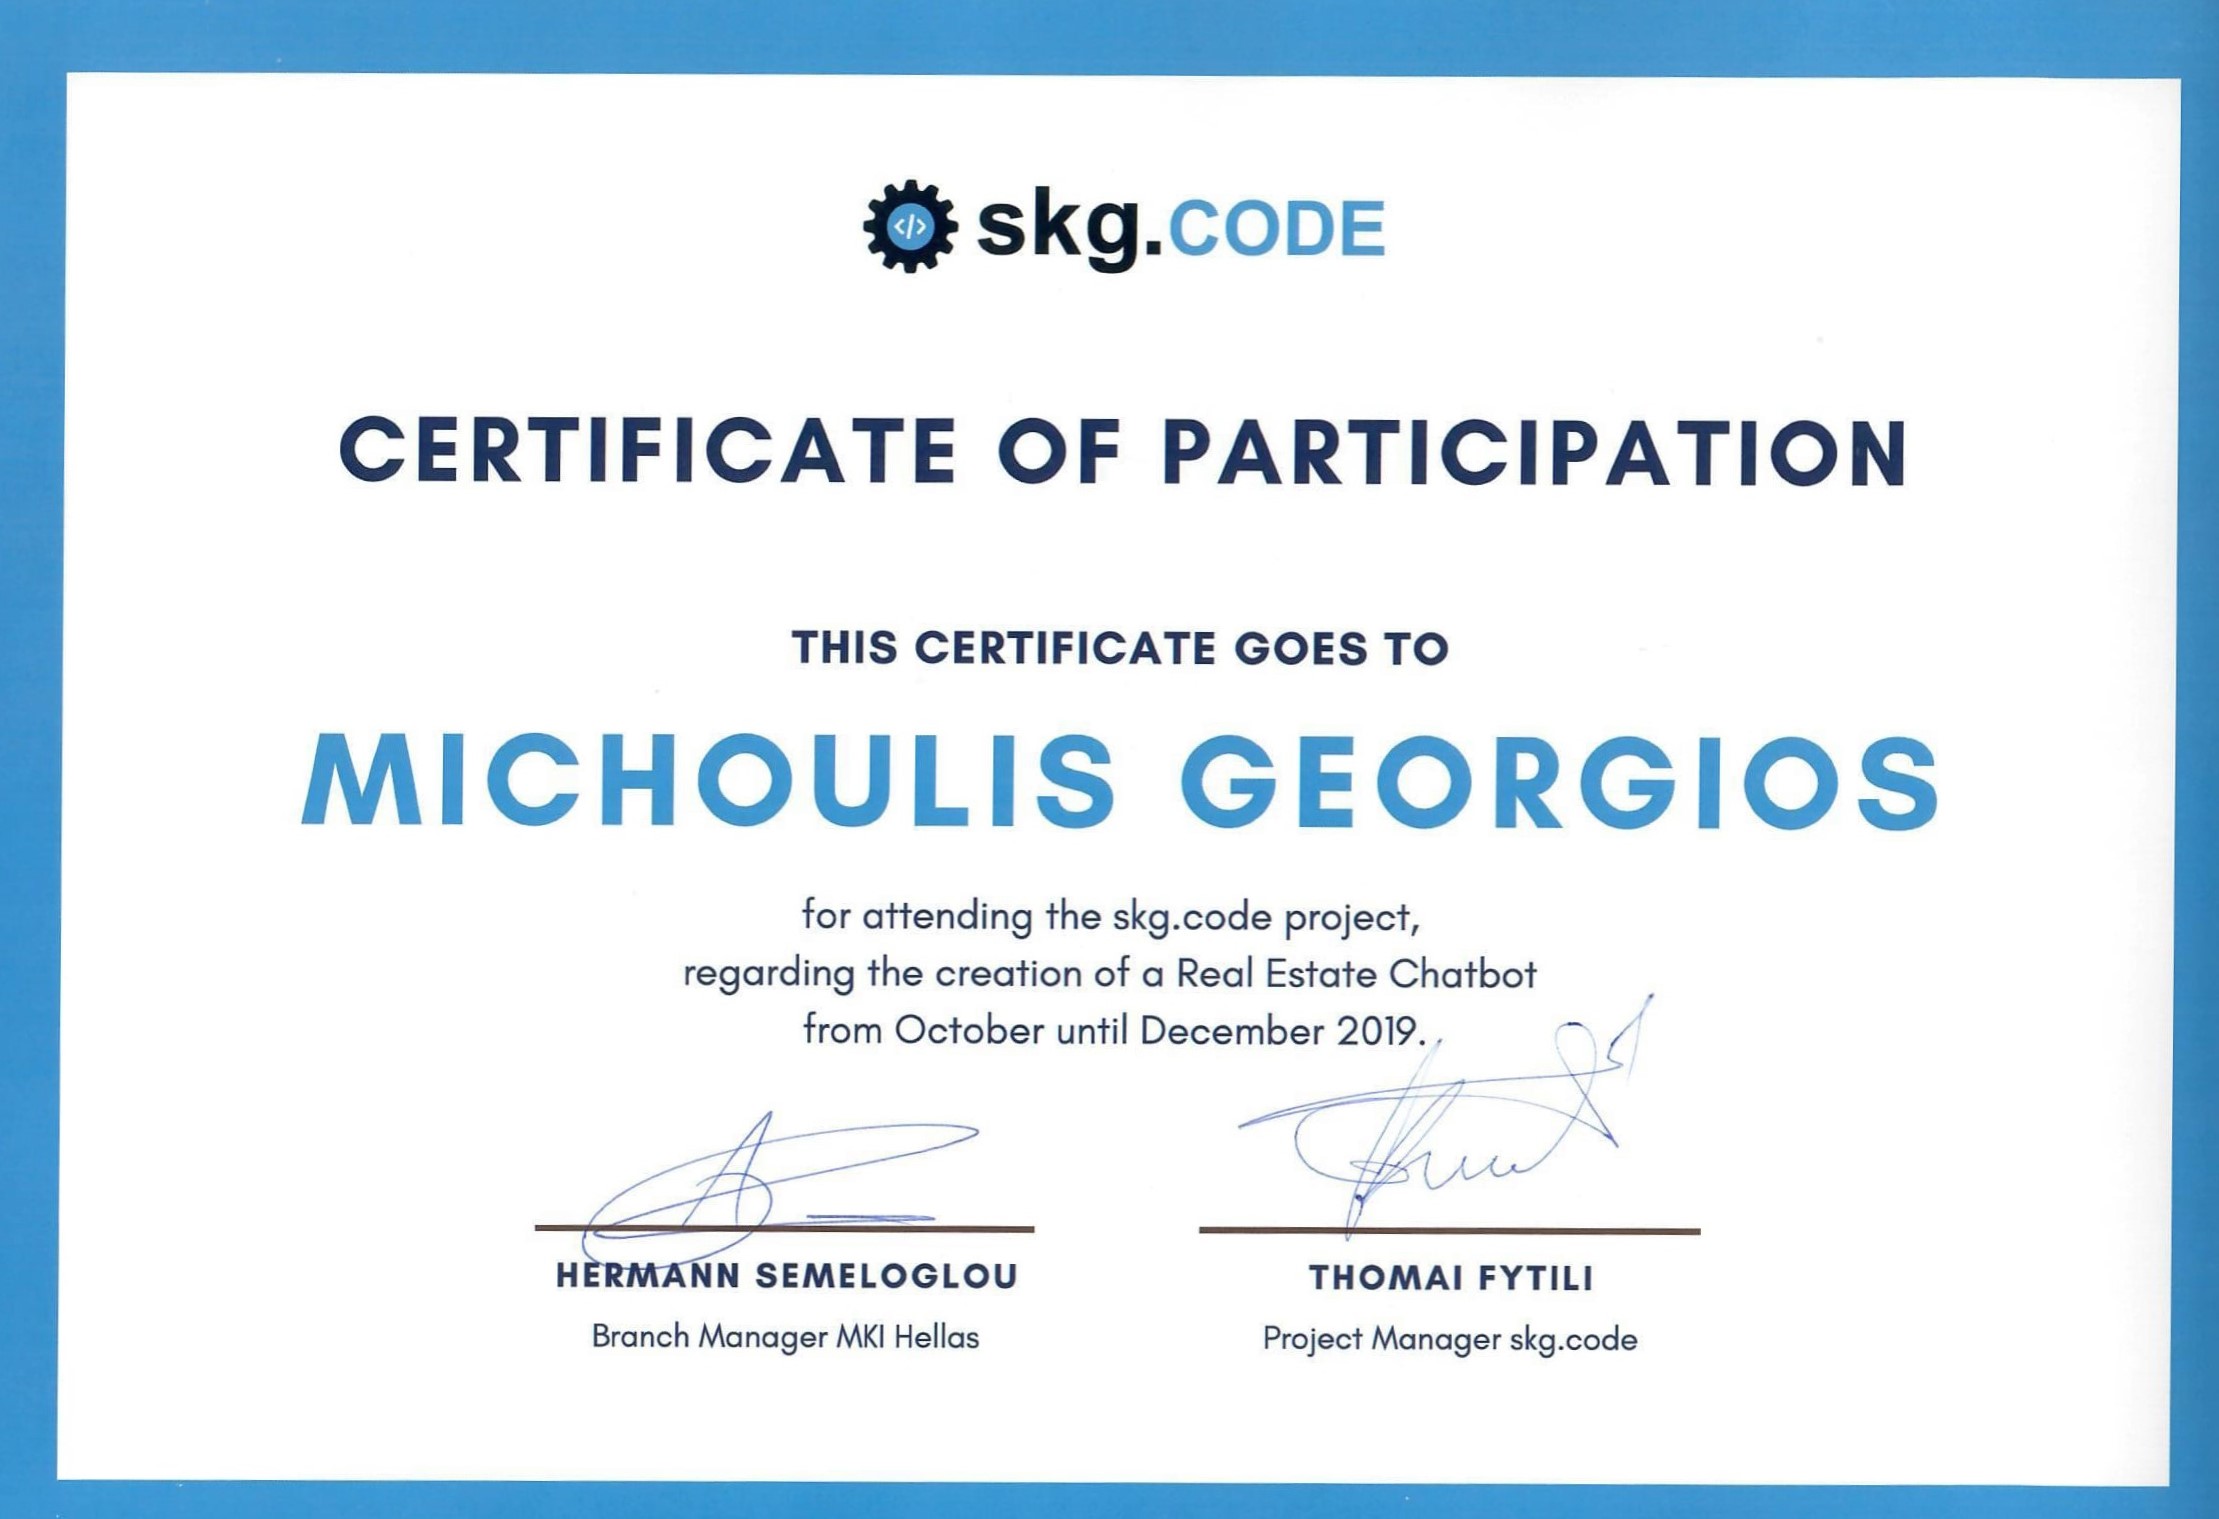 </>
skg.CODE
CERTIFICATE OF PARTICIPATION
THIS CERTIFICATE GOES TO
MICHOULIS GEORGIOS
for attending the skg.code project,
regarding the creation of a Real Estate Chatbot
from October until December 2019.
HERMANN SEMELOGLOU
Branch Manager MKI Hellas
THOMAI FYTILI
Project Manager skg.code